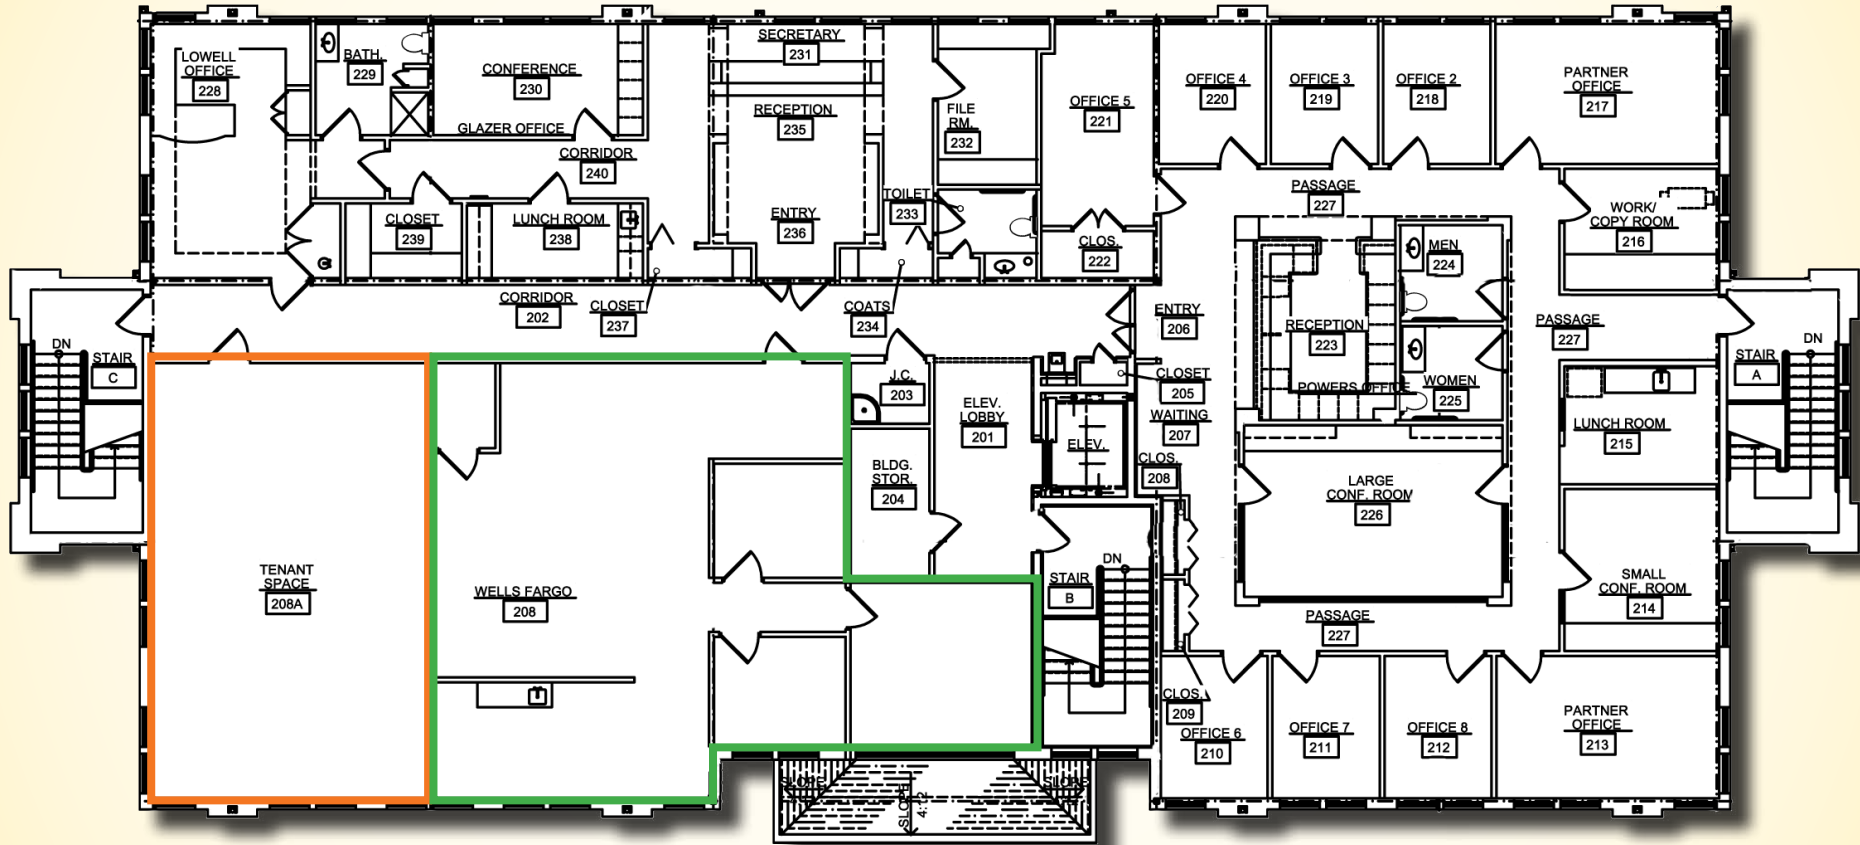 LOWELL
OFFICE
228
BATH.
229
CONFERENCE
230
GLAZER OFFICE
SECRETARY
231
RECEPTION
235
FILE
RM.
232
OFFICE 5
221
OFFICE 4
220
OFFICE 3
219
OFFICE 2
218
PARTNER
OFFICE
217
CORRIDOR
240
CLOSET
239
LUNCH ROOM
238
ENTRY
236
TOILET
233
CLOS.
222
PASSAGE
227
WORK/
COPY ROOM
216
MEN
224
CORRIDOR
202
CLOSET
237
COATS
234
ENTRY
206
RECEPTION
223
PASSAGE
227
DN
STAIR
C
J.C.
203
CLOSET
205
POWERS OFFICE
WOMEN
225
DN
STAIR
A
ELEV.
LOBBY
201
ELEV.
WAITING
207
LUNCH ROOM
215
BLDG.
STOR.
204
CLOS.
208
LARGE
CONF. ROOM
226
TENANT
SPACE
208A
WELLS FARGO
208
DN
STAIR
B
SMALL
CONF. ROOM
214
PASSAGE
227
CLOS.
209
OFFICE 6
210
OFFICE 7
211
OFFICE 8
212
PARTNER
OFFICE
213
SLOPE
SLOPE
4:12
SLOPE